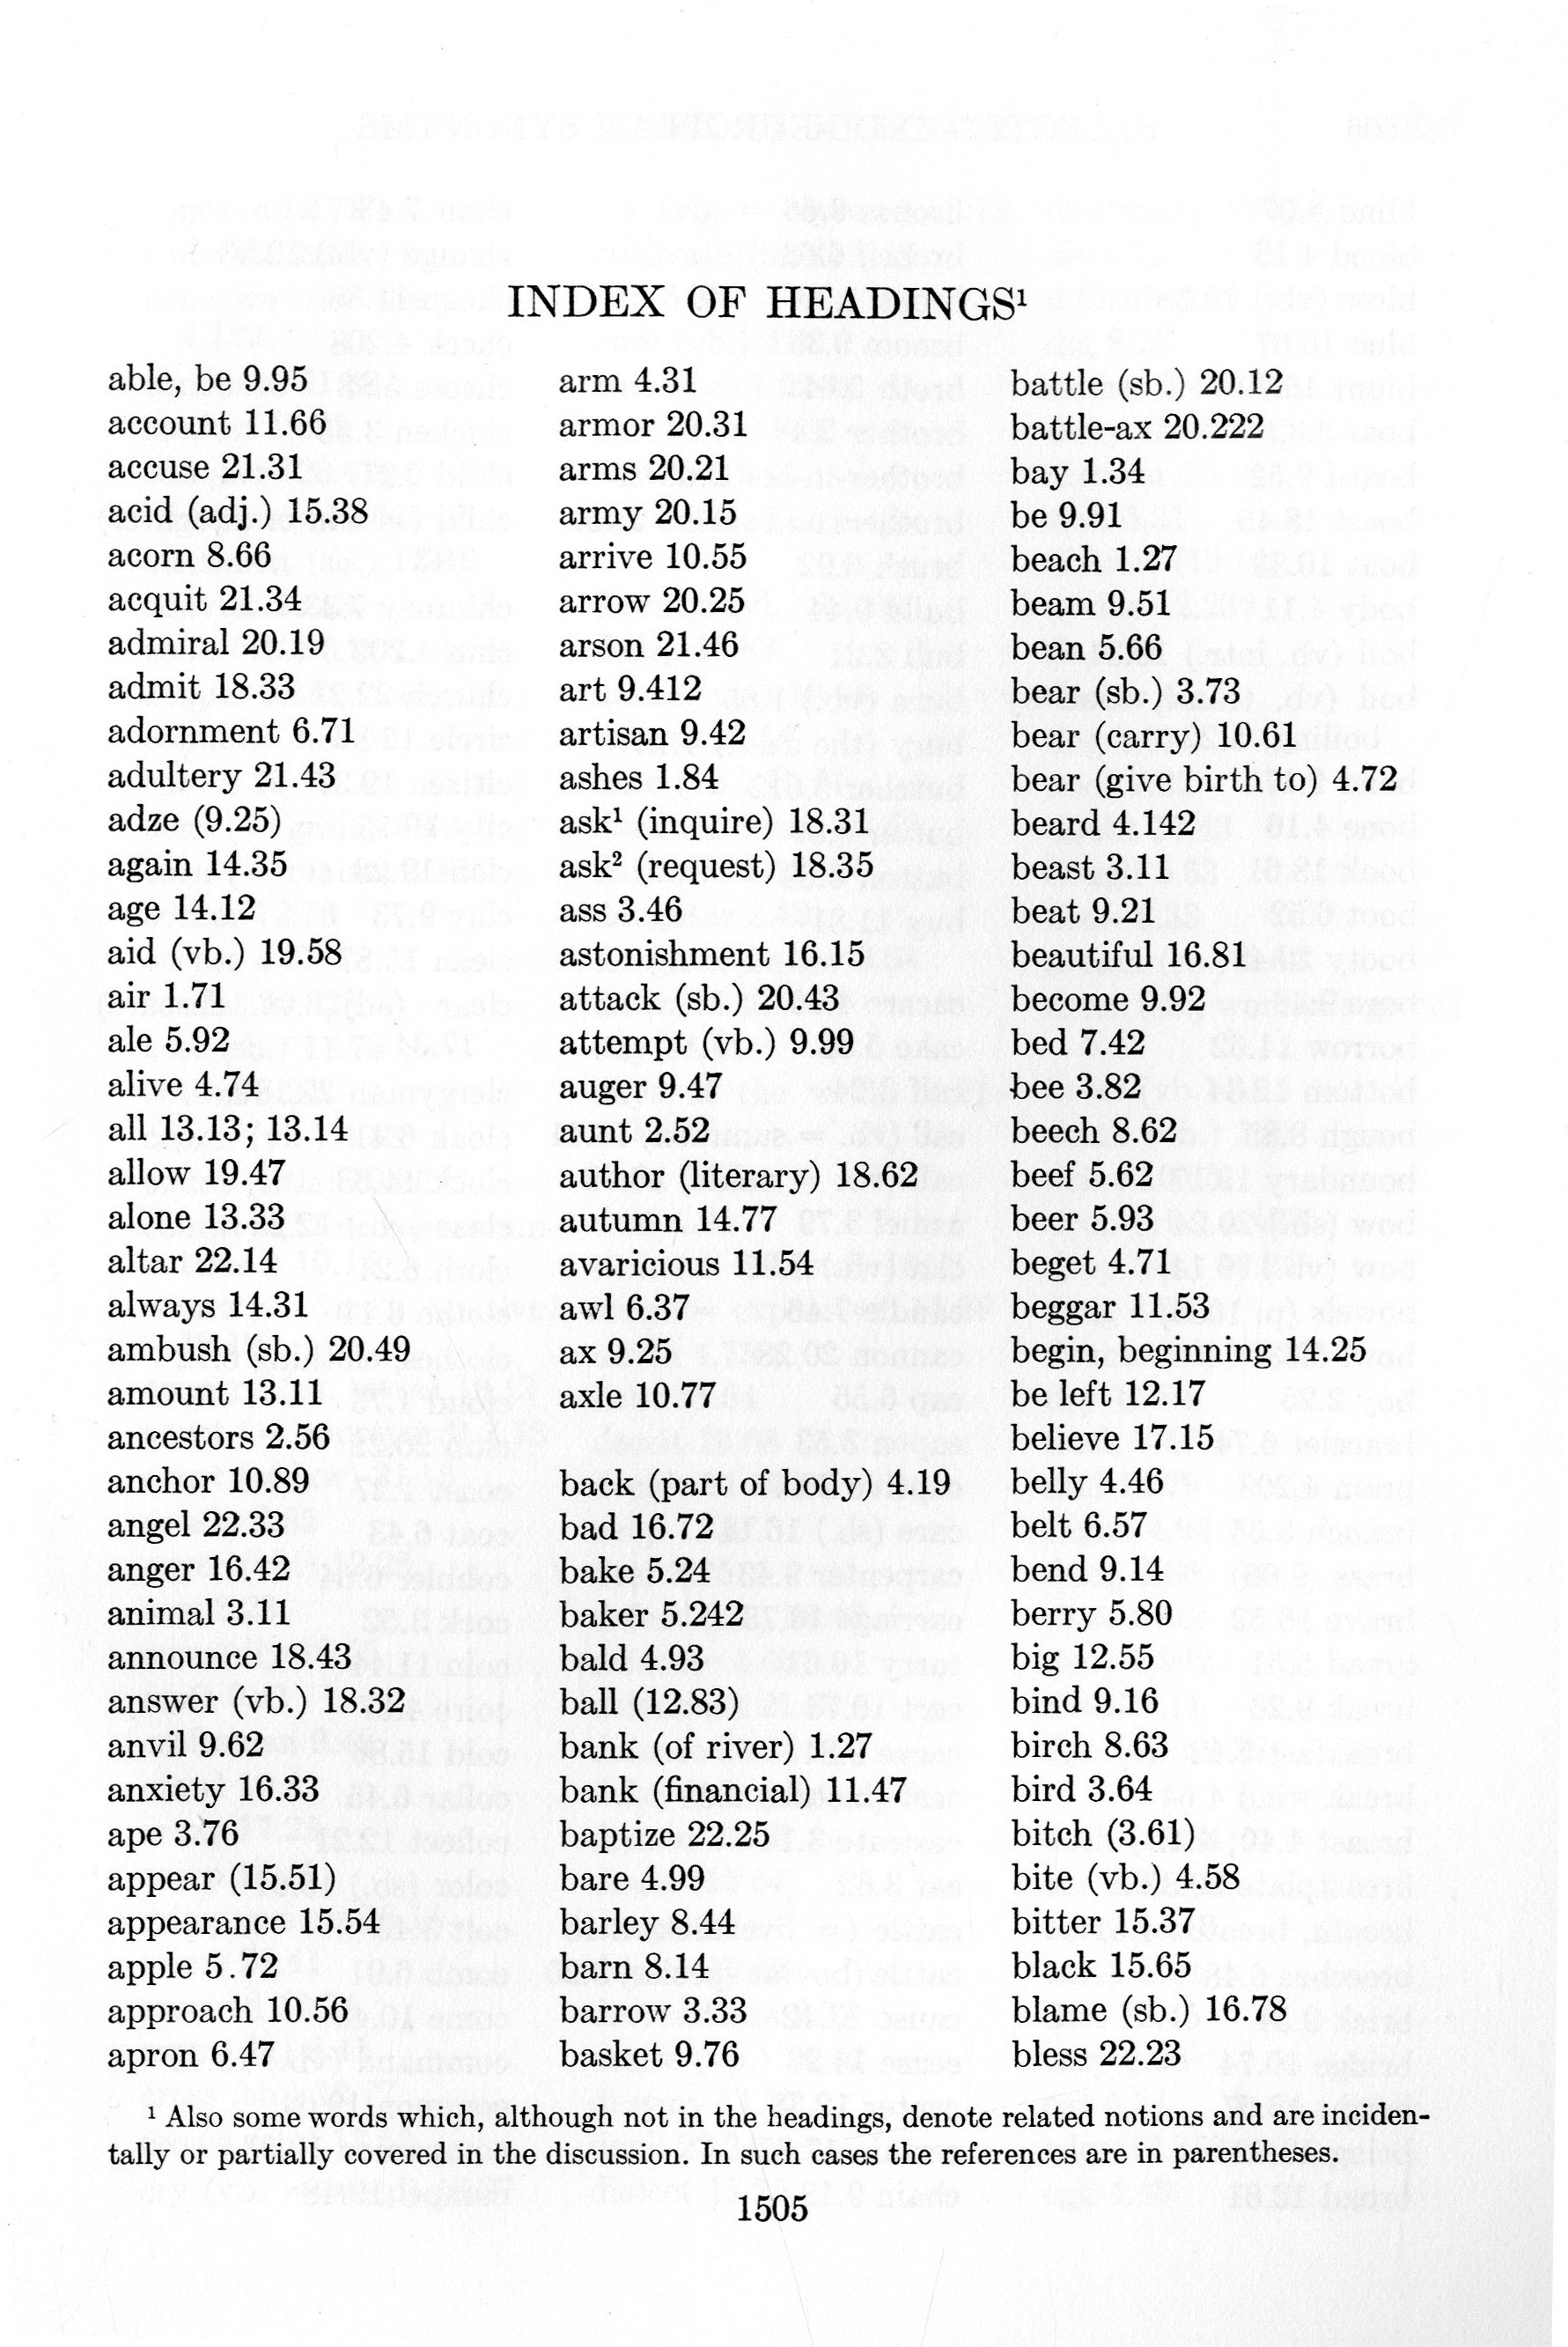 INDEX OF HEADINGS¹
able, be 9.95
account 11.66
accuse 21.31
acid (adj.) 15.38
acorn 8.66
acquit 21.34
admiral 20.19
admit 18.33
adornment 6.71
adultery 21.43
adze (9.25)
again 14.35
age 14.12
aid (vb.) 19.58
air 1.71
ale 5.92
alive 4.74
all 13.13; 13.14
allow 19.47
alone 13.33
altar 22.14
always 14.31
ambush (sb.) 20.49
amount 13.11
ancestors 2.56
anchor 10.89
angel 22.33
anger 16.42
animal 3.11
announce 18.43
answer (vb.) 18.32
anvil 9.62
anxiety 16.33
ape 3.76
appear (15.51)
appearance 15.54
apple 5.72
approach 10.56
apron 6.47
arm 4.31
armor 20.31
arms 20.21
army 20.15
arrive 10.55
arrow 20.25
arson 21.46
art 9.412
artisan 9.42
ashes 1.84
ask¹ (inquire) 18.31
ask² (request) 18.35
ass 3.46
astonishment 16.15
attack (sb.) 20.43
attempt (vb.) 9.99
auger 9.47
aunt 2.52
author (literary) 18.62
autumn 14.77
avaricious 11.54
awl 6.37
ax 9.25
axle 10.77
back (part of body) 4.19
bad 16.72
bake 5.24
baker 5.242
bald 4.93
ball (12.83)
bank (of river) 1.27
bank (financial) 11.47
baptize 22.25
bare 4.99
barley 8.44
barn 8.14
barrow 3.33
basket 9.76
battle (sb.) 20.12
battle-ax 20.222
bay 1.34
be 9.91
beach 1.27
beam 9.51
bean 5.66
bear (sb.) 3.73
bear (carry) 10.61
bear (give birth to) 4.72
beard 4.142
beast 3.11
beat 9.21
beautiful 16.81
become 9.92
bed 7.42
bee 3.82
beech 8.62
beef 5.62
beer 5.93
beget 4.71
beggar 11.53
begin, beginning 14.25
be left 12.17
believe 17.15
belly 4.46
belt 6.57
bend 9.14
berry 5.80
big 12.55
bind 9.16
birch 8.63
bird 3.64
bitch (3.61)
bite (vb.) 4.58
bitter 15.37
black 15.65
blame (sb.) 16.78
bless 22.23
¹ Also some words which, although not in the headings, denote related notions and are inciden-
tally or partially covered in the discussion. In such cases the references are in parentheses.
1505